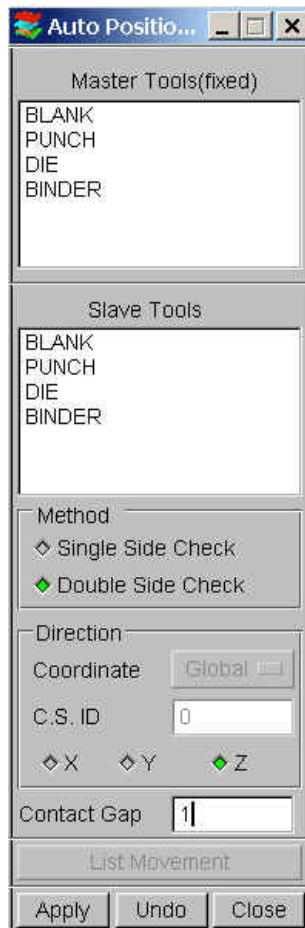 Auto Positio...
Master Tools(fixed)
BLANK
PUNCH
DIE
BINDER
Slave Tools
BLANK
PUNCH
DIE
BINDER
Method
Single Side Check
Double Side Check
Direction
Coordinate Global
C.S. ID 0
X Y Z
Contact Gap 1
List Movement
Apply Undo Close